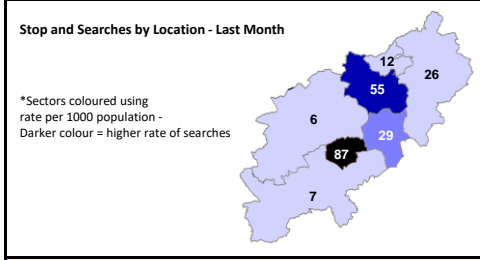 Stop and Searches by Location - Last Month
12
26
55
*Sectors coloured using
rate per 1000 population -
Darker colour = higher rate of searches
6
29
87
7